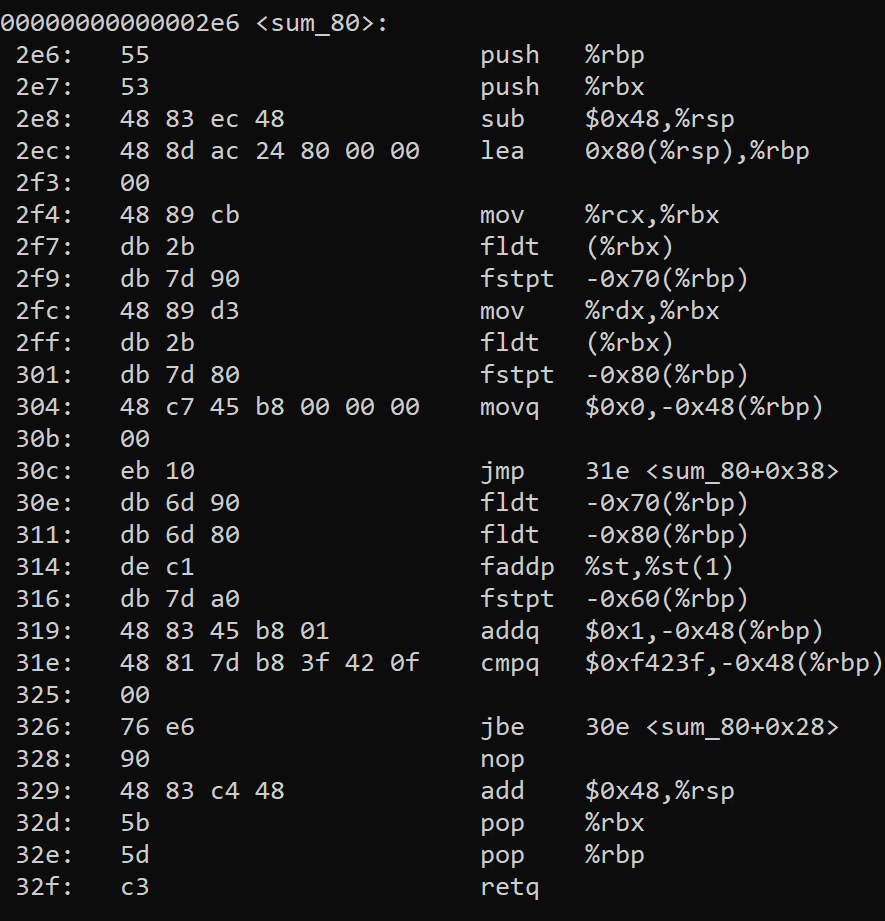 00000000000002e6 <sum_80>:
 2e6:   55                      push   %rbp
 2e7:   53                      push   %rbx
 2e8:   48 83 ec 48             sub    $0x48,%rsp
 2ec:   48 8d ac 24 80 00 00    lea    0x80(%rsp),%rbp
 2f3:   00
 2f4:   48 89 cb                mov    %rcx,%rbx
 2f7:   db 2b                   fldt   (%rbx)
 2f9:   db 7d 90                fstpt  -0x70(%rbp)
 2fc:   48 89 d3                mov    %rdx,%rbx
 2ff:   db 2b                   fldt   (%rbx)
 301:   db 7d 80                fstpt  -0x80(%rbp)
 304:   48 c7 45 b8 00 00 00    movq   $0x0,-0x48(%rbp)
 30b:   00
 30c:   eb 10                   jmp    31e <sum_80+0x38>
 30e:   db 6d 90                fldt   -0x70(%rbp)
 311:   db 6d 80                fldt   -0x80(%rbp)
 314:   de c1                   faddp  %st,%st(1)
 316:   db 7d a0                fstpt  -0x60(%rbp)
 319:   48 83 45 b8 01          addq   $0x1,-0x48(%rbp)
 31e:   48 81 7d b8 3f 42 0f    cmpq   $0xf423f,-0x48(%rbp)
 325:   00
 326:   76 e6                   jbe    30e <sum_80+0x28>
 328:   90                      nop
 329:   48 83 c4 48             add    $0x48,%rsp
 32d:   5b                      pop    %rbx
 32e:   5d                      pop    %rbp
 32f:   c3                      retq